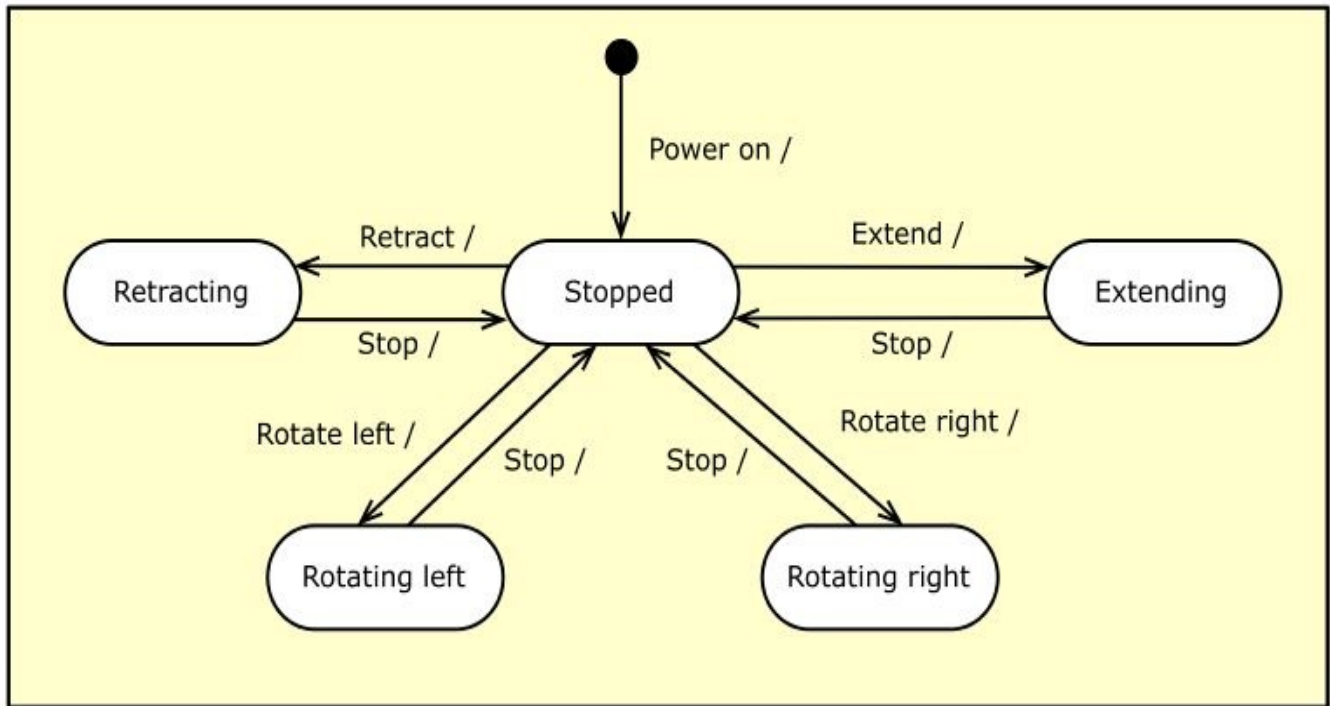 Power on /
Retract /
Extend /
Retracting
Stopped
Extending
Stop /
Stop /
Rotate left /
Rotate right /
Stop /
Stop /
Rotating left
Rotating right